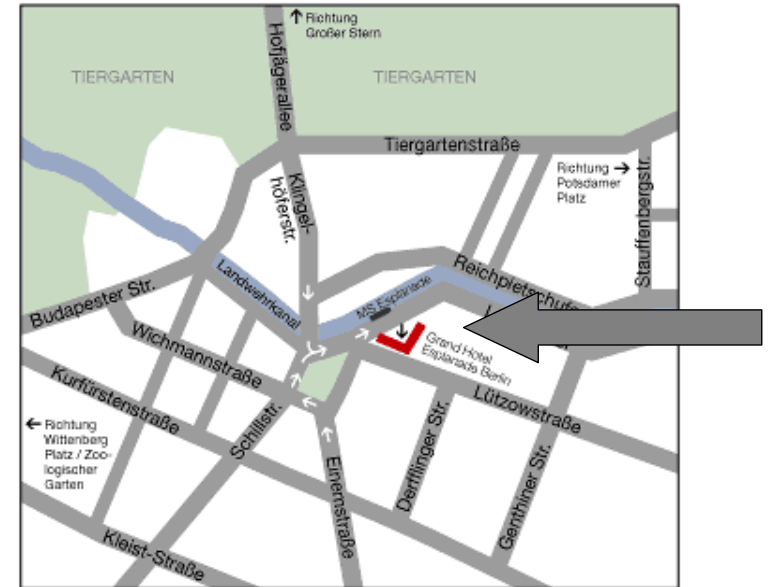 Richtung
Großer Stern
Hofjägerallee
TIERGARTEN
TIERGARTEN
Tiergartenstraße
Richtung
Potsdamer
Platz
Stauffenbergstr.
Klingel-
höferstr.
Reichpietschufer
Landwehrkanal
MS Esplanade
Budapester Str.
Grand Hotel
Esplanade Berlin
Wichmannstraße
Kurfürstenstraße
Lützowstraße
Richtung
Wittenberg
Platz / Zoo-
logischer
Garten
Schillstr.
Einemstraße
Derfflinger Str.
Genthiner Str.
Kleist-Straße